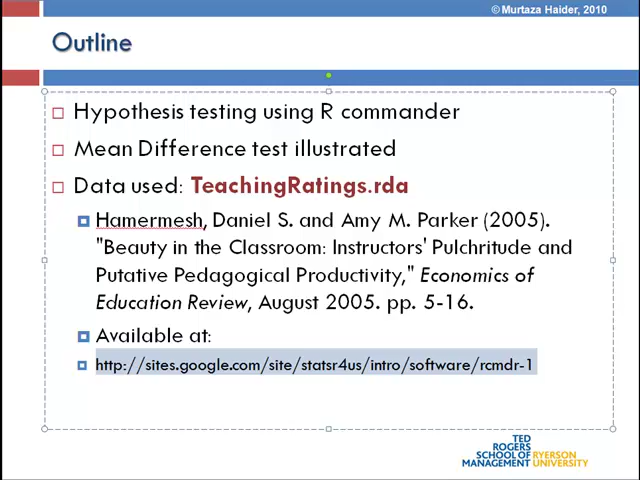 © Murtaza Haider, 2010
Outline
Hypothesis testing using R commander
Mean Difference test illustrated
Data used: TeachingRatings.rda
Hamermesh, Daniel S. and Amy M. Parker (2005).
"Beauty in the Classroom: Instructors' Pulchritude and
Putative Pedagogical Productivity," Economics of
Education Review, August 2005. pp. 5-16.
Available at:
http://sites.google.com/site/statsr4us/intro/software/rcmdr-1
TED
ROGERS
SCHOOL OF RYERSON
MANAGEMENT UNIVERSITY